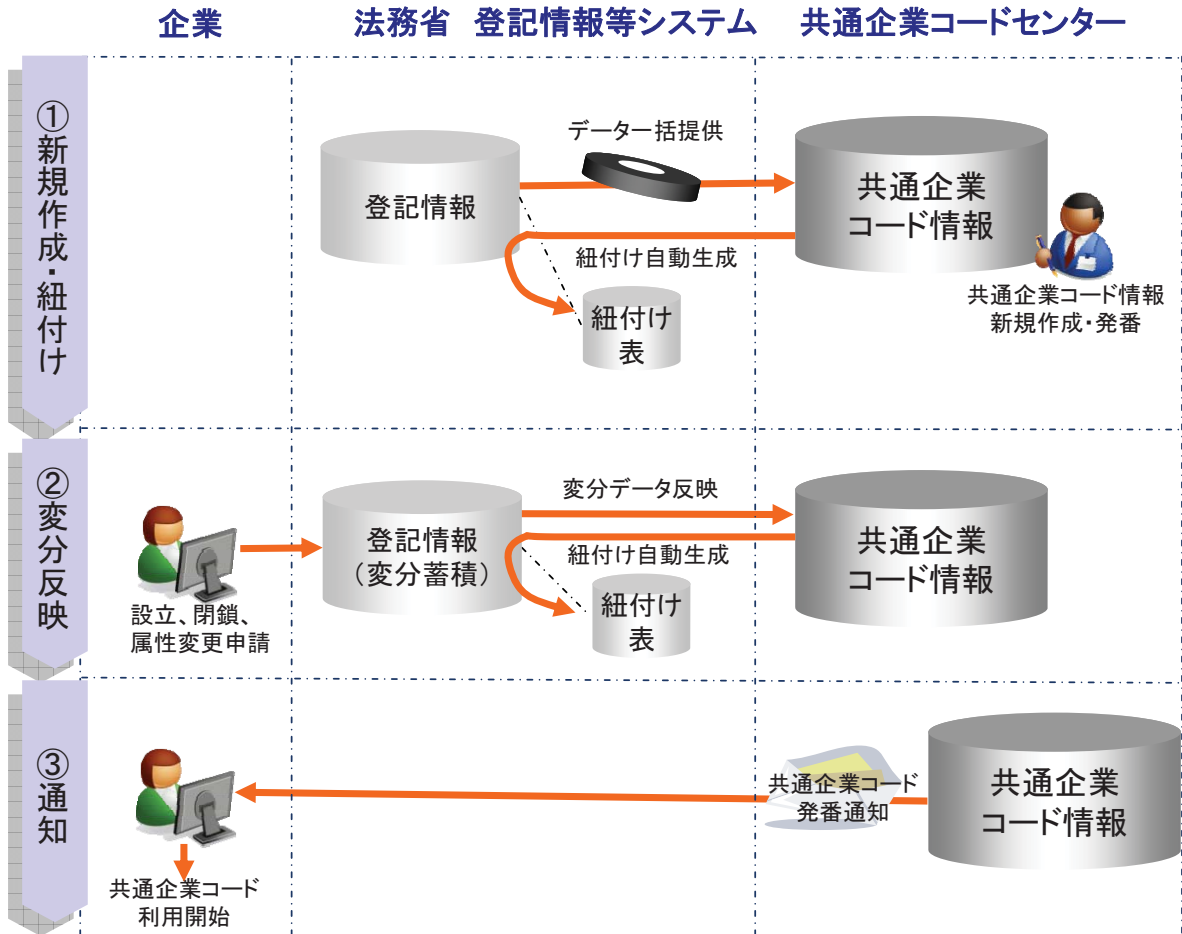 企業
法務省 登記情報等システム
共通企業コードセンター
①新規作成・紐付け
登記情報
データ一括提供
共通企業
コード情報
紐付け自動生成
紐付け
表
共通企業コード情報
新規作成・発番
②変分反映
設立、閉鎖、
属性変更申請
登記情報
（変分蓄積）
変分データ反映
紐付け自動生成
紐付け
表
共通企業
コード情報
③通知
共通企業コード
利用開始
共通企業コード
発番通知
共通企業
コード情報